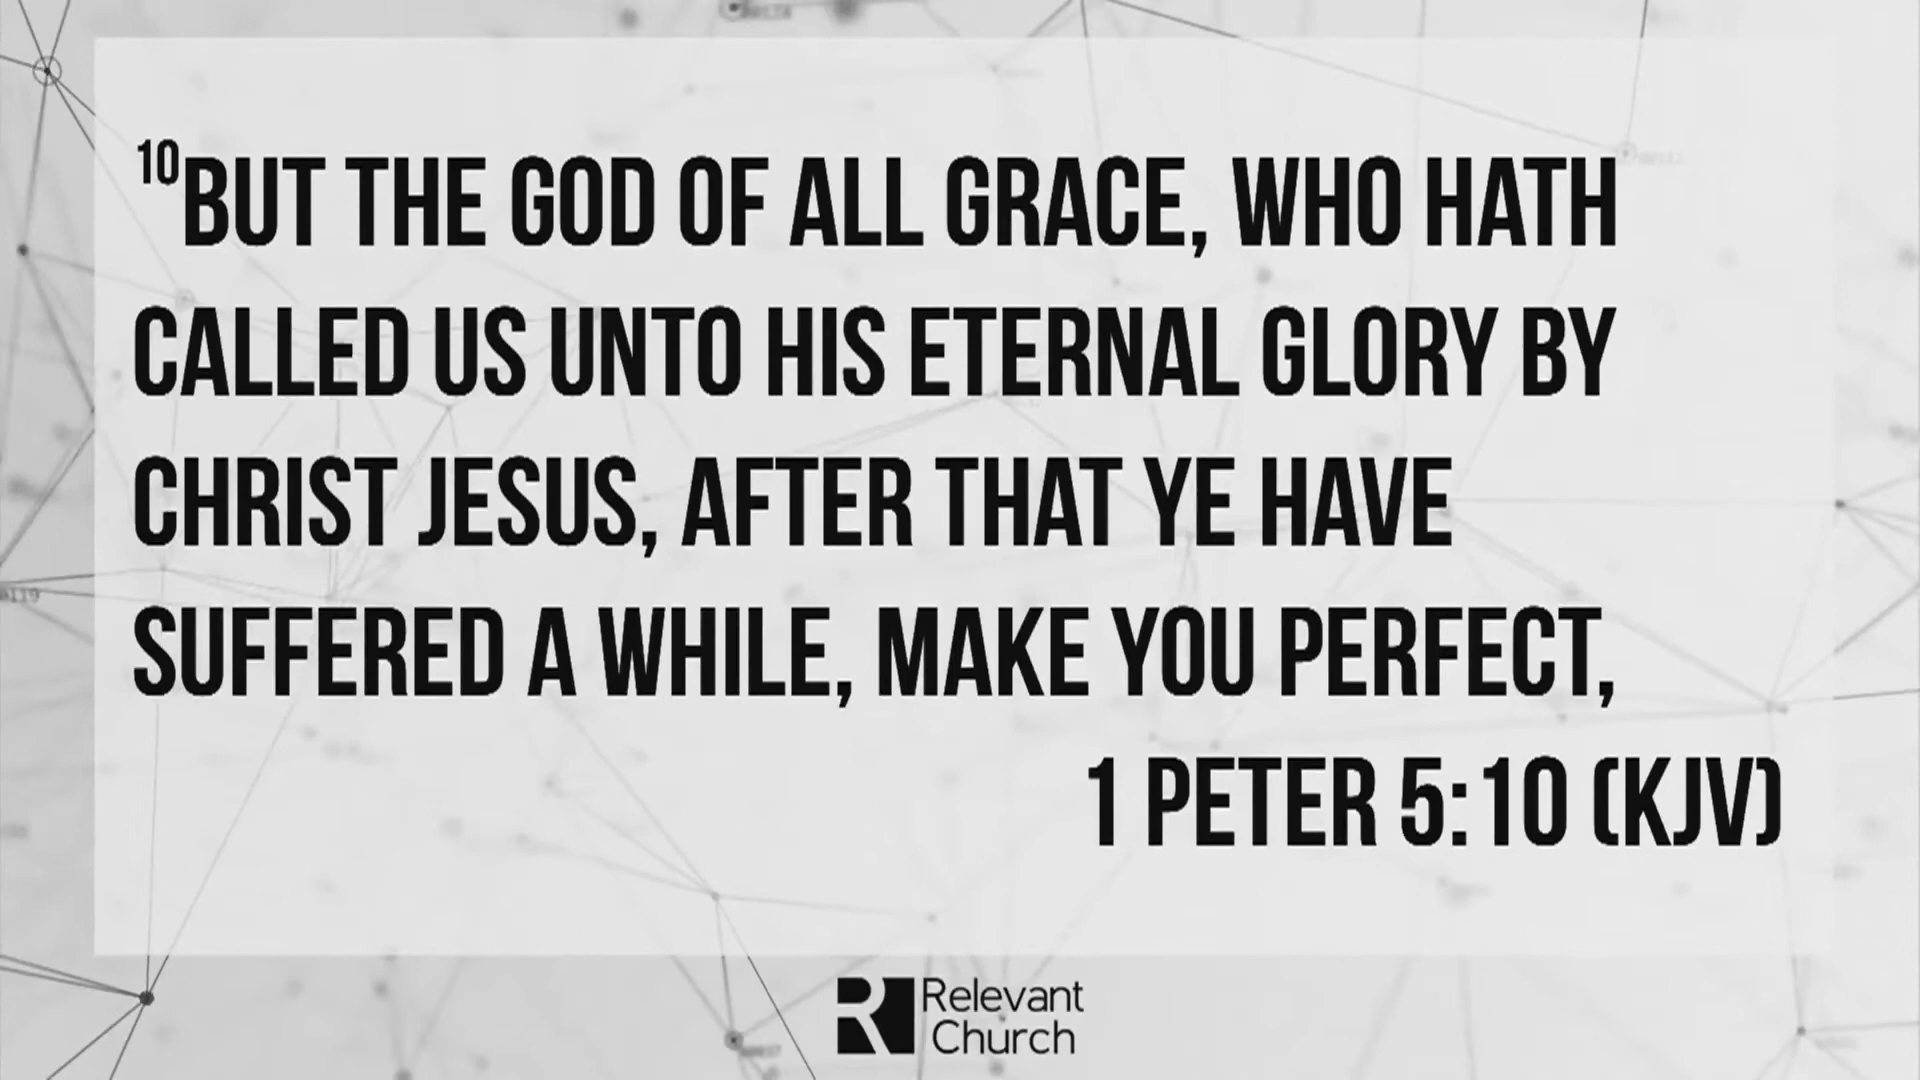 10BUT THE GOD OF ALL GRACE, WHO HATH
CALLED US UNTO HIS ETERNAL GLORY BY
CHRIST JESUS, AFTER THAT YE HAVE
SUFFERED A WHILE, MAKE YOU PERFECT,
1 PETER 5:10 (KJV)
R Relevant
Church